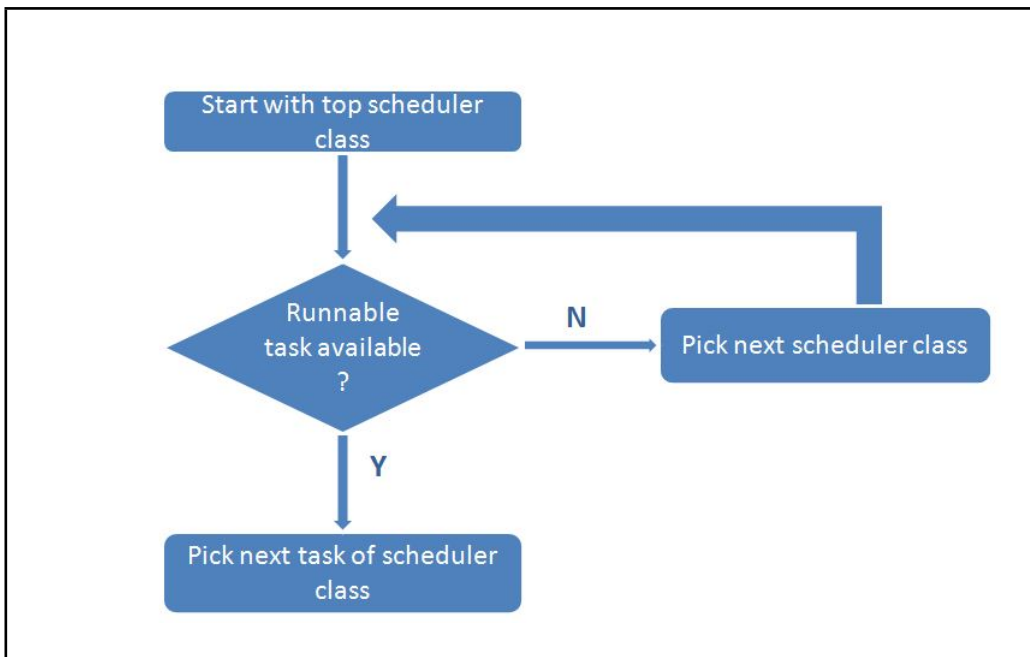 Start with top scheduler
class
Runnable
task available
?
N
Pick next scheduler class
Y
Pick next task of scheduler
class